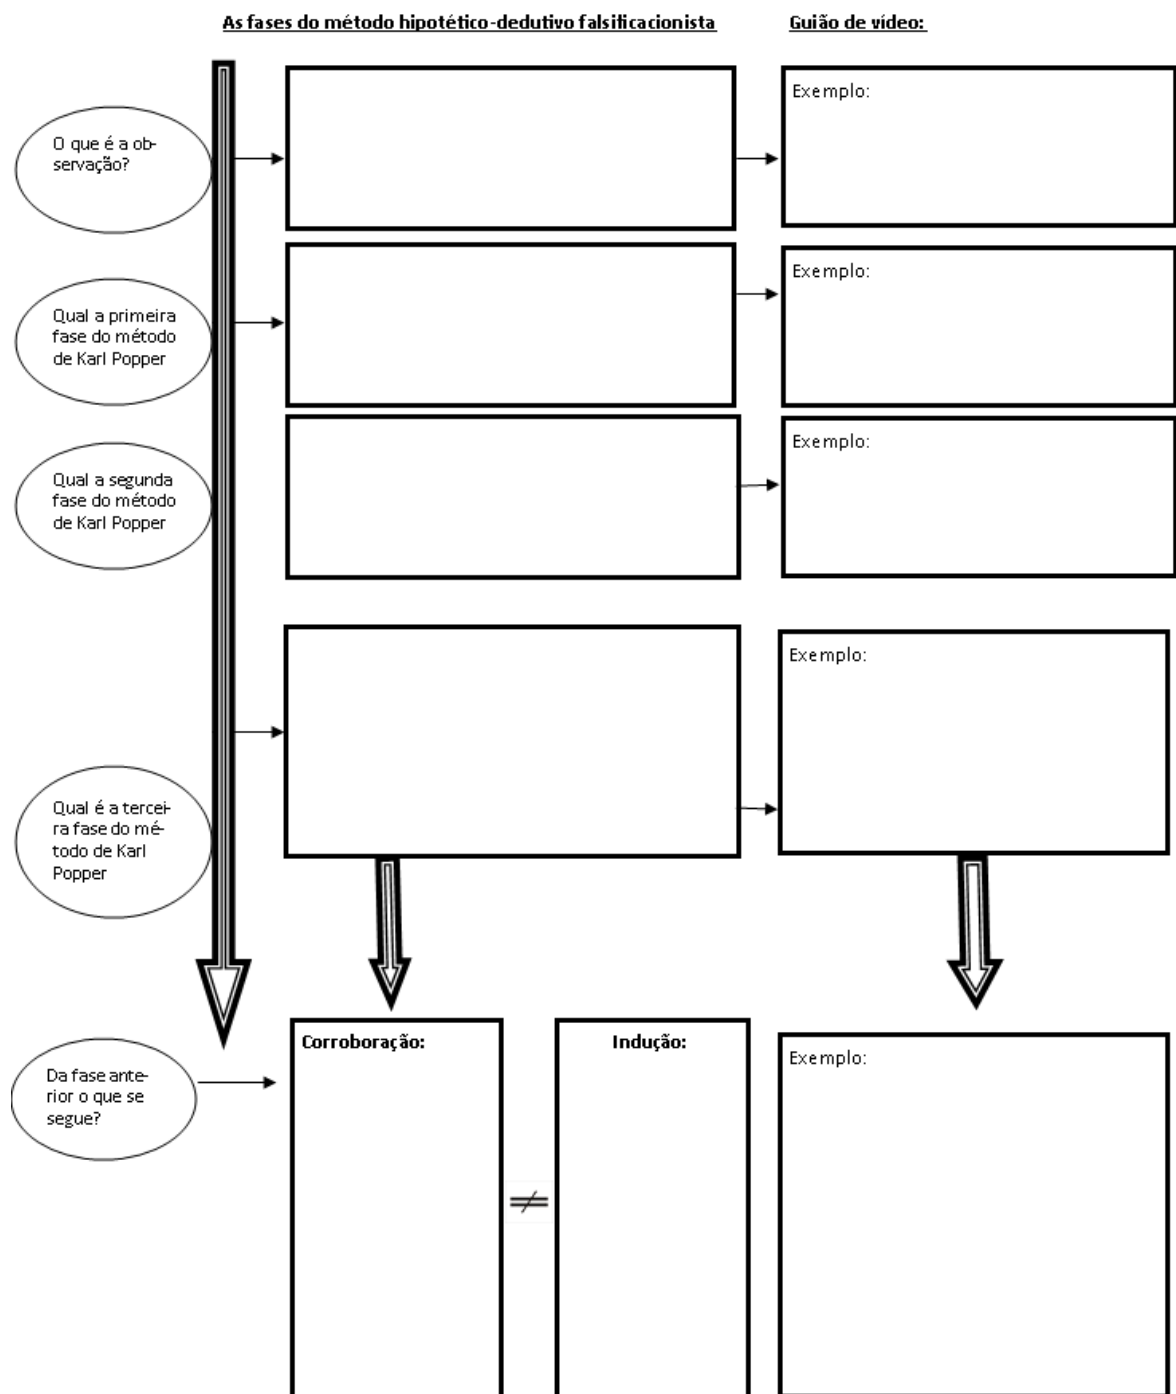 As fases do método hipotético-dedutivo falsificacionista
Guião de vídeo:
O que é a ob-
servação?
Exemplo:
Qual a primeira
fase do método
de Karl Popper
Exemplo:
Qual a segunda
fase do método
de Karl Popper
Exemplo:
Qual é a tercei-
ra fase do mé-
todo de Karl
Popper
Exemplo:
Da fase ante-
rior o que se
segue?
Corroboração:
≠
Indução:
Exemplo: